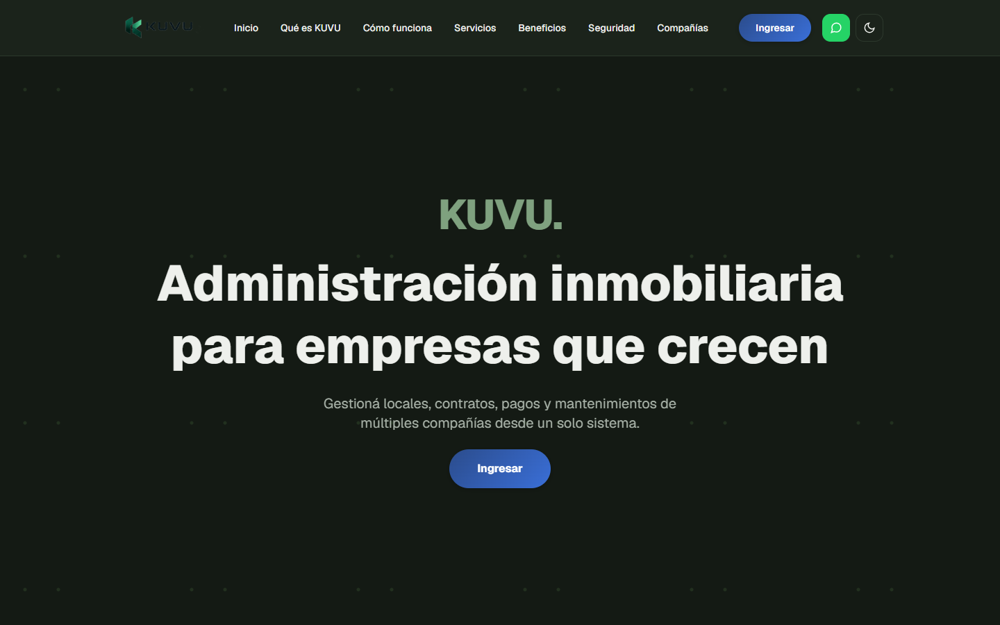 KUVU
Inicio
Qué es KUVU
Cómo funciona
Servicios
Beneficios
Seguridad
Compañías
Ingresar
KUVU.
Administración inmobiliaria
para empresas que crecen
Gestioná locales, contratos, pagos y mantenimientos de
múltiples compañías desde un solo sistema.
Ingresar